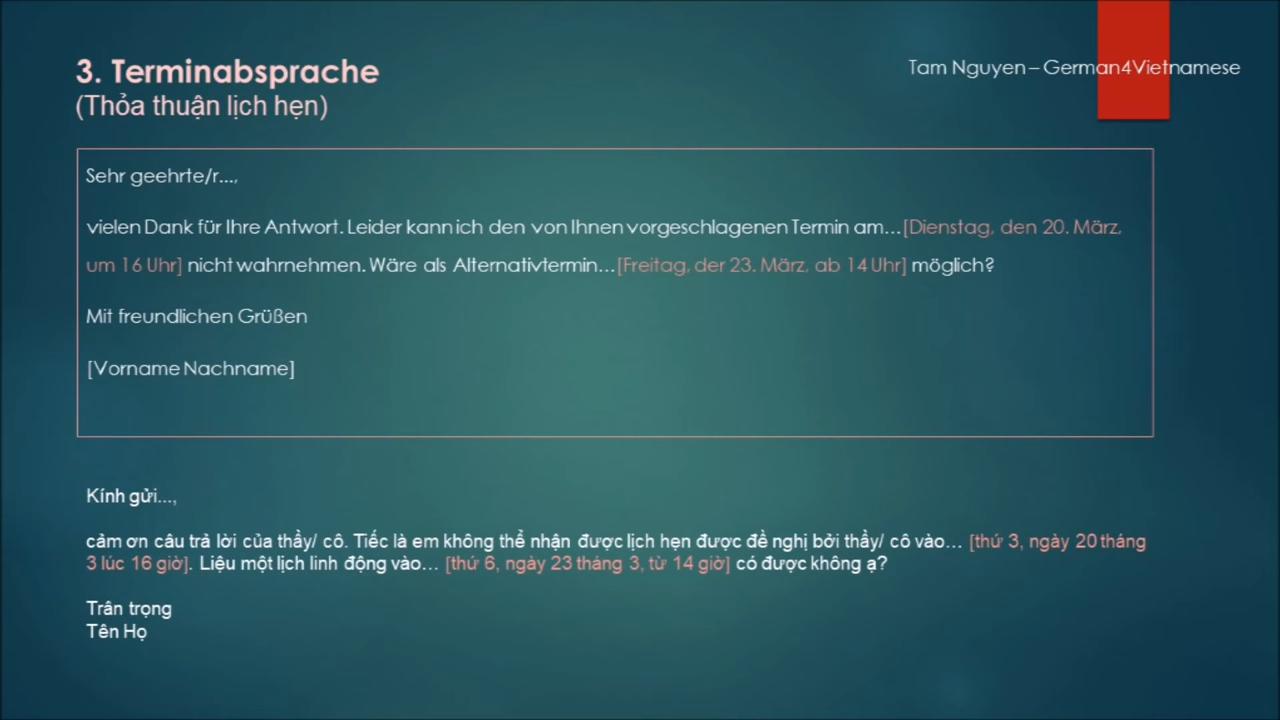 3. Terminabsprache
(Thỏa thuận lịch hẹn)
Tam Nguyen – German4Vietnamese
Sehr geehrte/r...,
vielen Dank für Ihre Antwort. Leider kann ich den von Ihnen vorgeschlagenen Termin am…[Dienstag, den 20. März,
um 16 Uhr] nicht wahrnehmen. Wäre als Alternativtermin…[Freitag, der 23. März, ab 14 Uhr] möglich?
Mit freundlichen Grüßen
[Vorname Nachname]
Kính gửi...,
cảm ơn câu trả lời của thầy/ cô. Tiếc là em không thể nhận được lịch hẹn được đề nghị bởi thầy/ cô vào… [thứ 3, ngày 20 tháng
3 lúc 16 giờ]. Liệu một lịch linh động vào… [thứ 6, ngày 23 tháng 3, từ 14 giờ] có được không ạ?
Trân trọng
Tên Họ